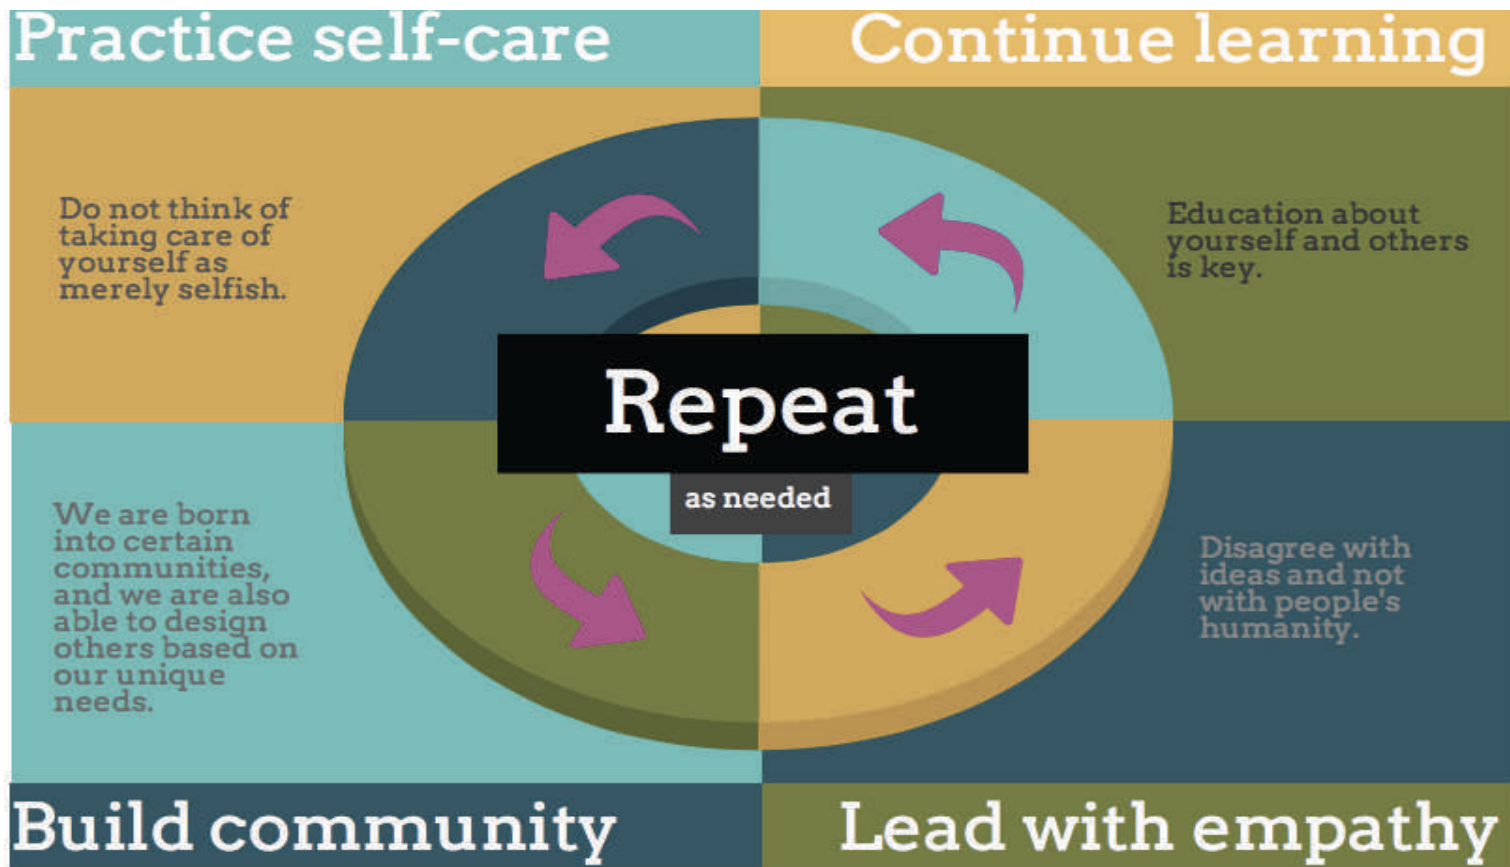 Practice self-care
Continue learning
Do not think of
taking care of
yourself as
merely selfish.
Education about
yourself and others
is key.
Repeat
as needed
We are born
into certain
communities,
and we are also
able to design
others based on
our unique
needs.
Disagree with
ideas and not
with people's
humanity.
Build community
Lead with empathy